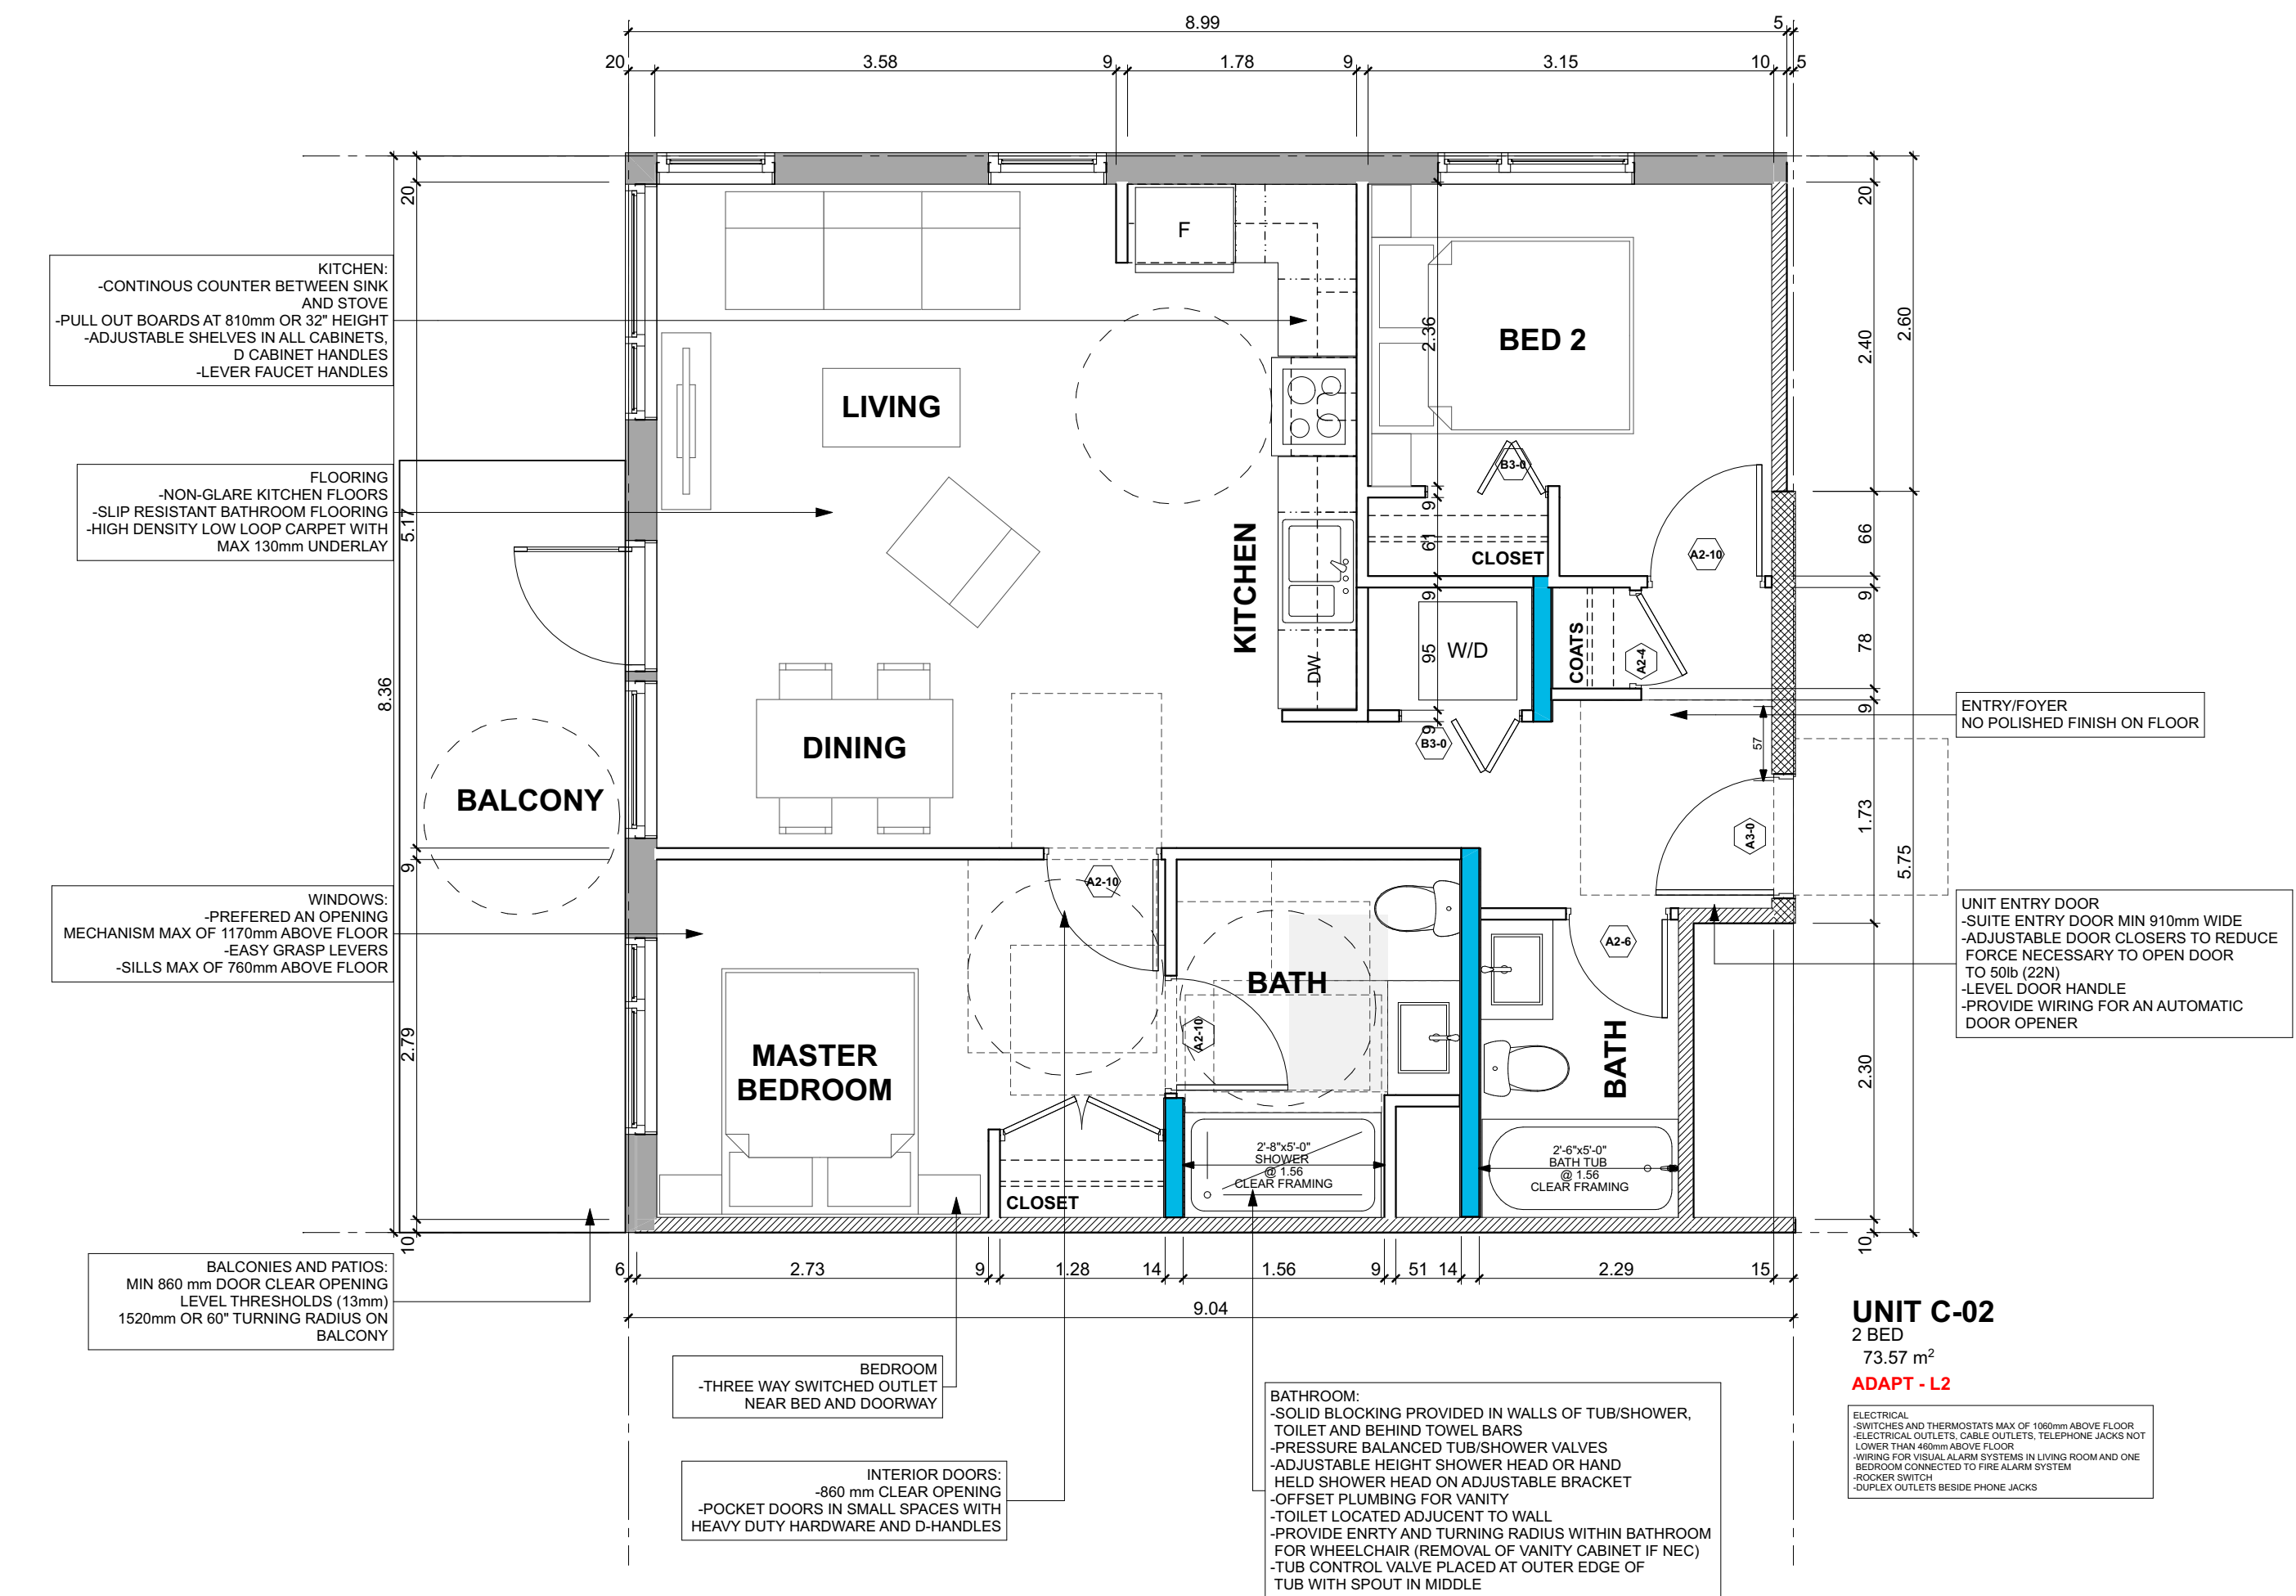 8.99
5
20
3.58
9
1.78
9
3.15
10
5
20
20
F
KITCHEN:
-CONTINOUS COUNTER BETWEEN SINK
AND STOVE
-PULL OUT BOARDS AT 810mm OR 32" HEIGHT
-ADJUSTABLE SHELVES IN ALL CABINETS,
D CABINET HANDLES
-LEVER FAUCET HANDLES
2.36
BED 2
2.40
2.60
LIVING
FLOORING
-NON-GLARE KITCHEN FLOORS
-SLIP RESISTANT BATHROOM FLOORING
-HIGH DENSITY LOW LOOP CARPET WITH
MAX 130mm UNDERLAY
5.17
B3-0
9
61
CLOSET
A2-10
66
KITCHEN
9
9
95
W/D
COATS
A2-4
78
DW
8.36
9
B3-0
9
57
ENTRY/FOYER
NO POLISHED FINISH ON FLOOR
DINING
BALCONY
A3-0
1.73
5.75
9
A2-10
WINDOWS:
-PREFERED AN OPENING
MECHANISM MAX OF 1170mm ABOVE FLOOR
-EASY GRASP LEVERS
-SILLS MAX OF 760mm ABOVE FLOOR
UNIT ENTRY DOOR
-SUITE ENTRY DOOR MIN 910mm WIDE
-ADJUSTABLE DOOR CLOSERS TO REDUCE
FORCE NECESSARY TO OPEN DOOR
TO 50lb (22N)
-LEVEL DOOR HANDLE
-PROVIDE WIRING FOR AN AUTOMATIC
DOOR OPENER
A2-6
BATH
A2-10
2.79
MASTER
BEDROOM
BATH
2.30
2'-8"x5'-0"
SHOWER
@ 1.56
CLEAR FRAMING
2'-6"x5'-0"
BATH TUB
@ 1.56
CLEAR FRAMING
CLOSET
10
10
BALCONIES AND PATIOS:
MIN 860 mm DOOR CLEAR OPENING
LEVEL THRESHOLDS (13mm)
1520mm OR 60" TURNING RADIUS ON
BALCONY
6
2.73
9
1.28
14
1.56
9
51
14
2.29
15
9.04
UNIT C-02
2 BED
73.57 m²
ADAPT - L2
BEDROOM
-THREE WAY SWITCHED OUTLET
NEAR BED AND DOORWAY
INTERIOR DOORS:
-860 mm CLEAR OPENING
-POCKET DOORS IN SMALL SPACES WITH
HEAVY DUTY HARDWARE AND D-HANDLES
BATHROOM:
-SOLID BLOCKING PROVIDED IN WALLS OF TUB/SHOWER,
TOILET AND BEHIND TOWEL BARS
-PRESSURE BALANCED TUB/SHOWER VALVES
-ADJUSTABLE HEIGHT SHOWER HEAD OR HAND
HELD SHOWER HEAD ON ADJUSTABLE BRACKET
-OFFSET PLUMBING FOR VANITY
-TOILET LOCATED ADJUCENT TO WALL
-PROVIDE ENRTY AND TURNING RADIUS WITHIN BATHROOM
FOR WHEELCHAIR (REMOVAL OF VANITY CABINET IF NEC)
-TUB CONTROL VALVE PLACED AT OUTER EDGE OF
TUB WITH SPOUT IN MIDDLE
ELECTRICAL
-SWITCHES AND THERMOSTATS MAX OF 1060mm ABOVE FLOOR
-ELECTRICAL OUTLETS, CABLE OUTLETS, TELEPHONE JACKS NOT
LOWER THAN 460mm ABOVE FLOOR
-WIRING FOR VISUAL ALARM SYSTEMS IN LIVING ROOM AND ONE
BEDROOM CONNECTED TO FIRE ALARM SYSTEM
-ROCKER SWITCH
-DUPLEX OUTLETS BESIDE PHONE JACKS